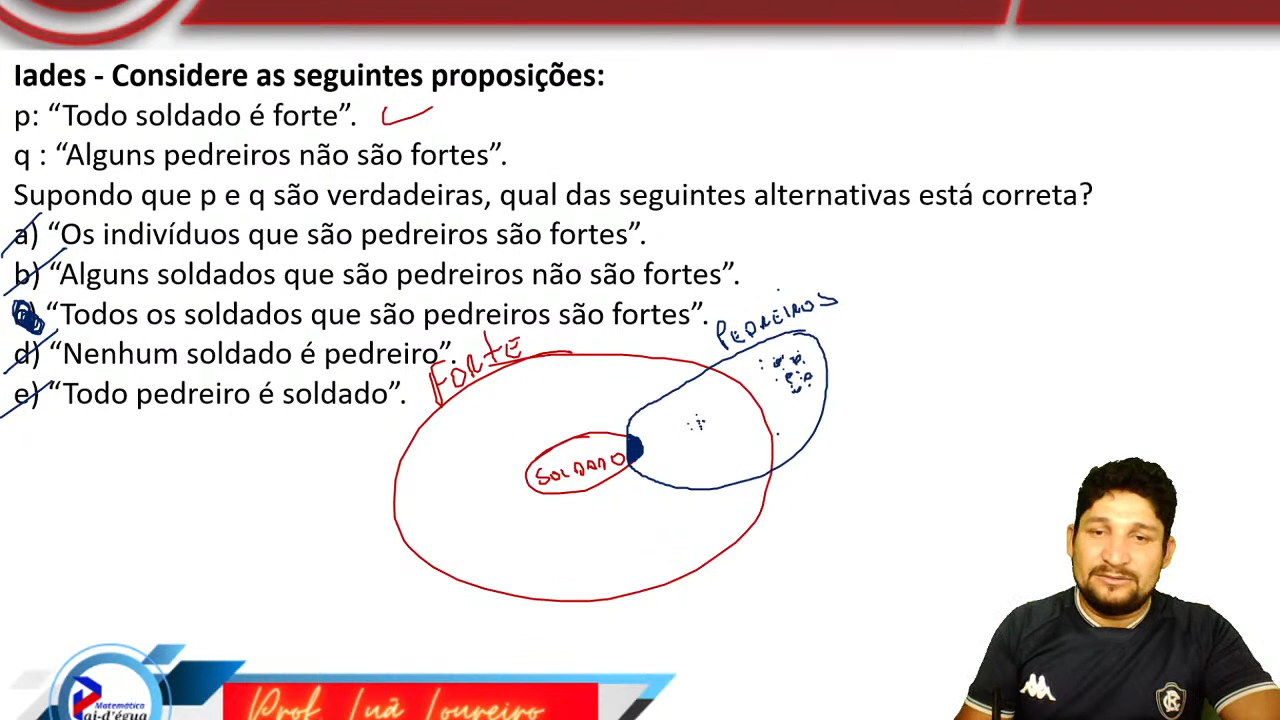 Iades - Considere as seguintes proposições:
p: “Todo soldado é forte”.
q : “Alguns pedreiros não são fortes”.
Supondo que p e q são verdadeiras, qual das seguintes alternativas está correta?
a) “Os indivíduos que são pedreiros são fortes”.
b) “Alguns soldados que são pedreiros não são fortes”.
“Todos os soldados que são pedreiros são fortes”.
d) “Nenhum soldado é pedreiro”.
e) “Todo pedreiro é soldado”.
PEDREIROS
FORTE
SOLDADO
Matemática
Pai-d'égua
Prof. Luã Loureiro